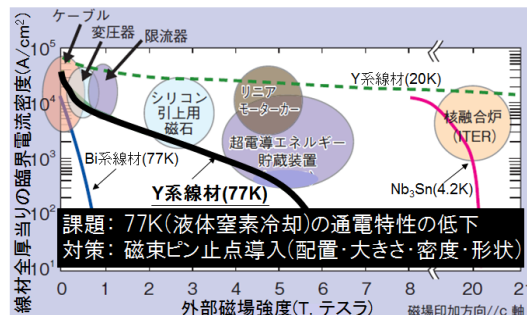 ケーブル
変圧器
限流器
線材全厚当りの臨界電流密度(A/cm²)
10⁵
10⁴
10³
10²
10¹
Y系線材(20K)
シリコン
引上用
磁石
リニア
モーターカー
超電導エネルギー
貯蔵装置
核融合炉
(ITER)
Bi系線材(77K)
Y系線材(77K)
Nb₃Sn(4.2K)
課題： 77K(液体窒素冷却)の通電特性の低下
対策： 磁束ピン止点導入(配置・大きさ・密度・形状)
0 1 2 3 4 5 6 7 8 20 21
外部磁場強度(T, テスラ)
磁場印加方向//c 軸